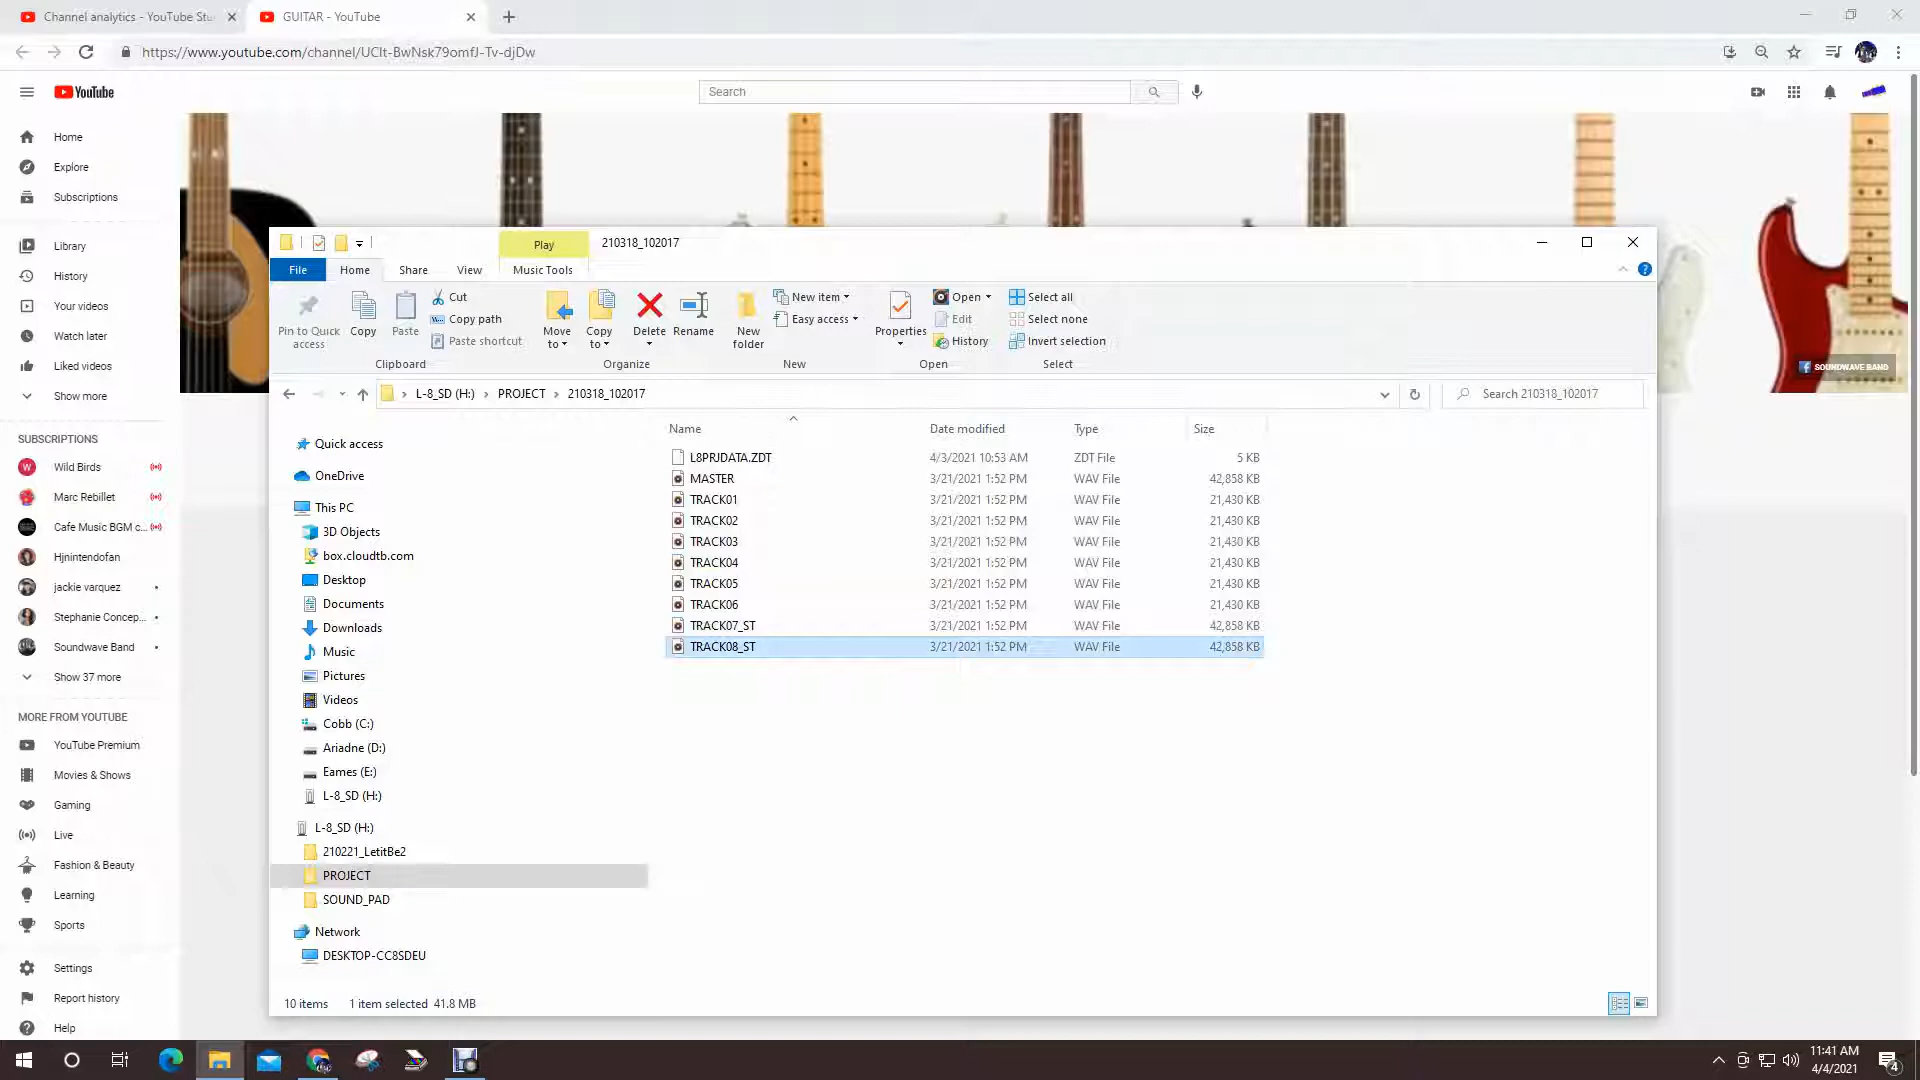 Channel analytics - YouTube Stu
GUITAR - YouTube
https://www.youtube.com/channel/UCIt-BwNsk79omfJ-Tv-djDw
YouTube
Search
Home
Explore
Subscriptions
Library
History
Your videos
Watch later
Liked videos
Show more
SUBSCRIPTIONS
Wild Birds
Marc Rebillet
Cafe Music BGM c...
Hjnintendofan
jackie varquez
Stephanie Concep...
Soundwave Band
Show 37 more
MORE FROM YOUTUBE
YouTube Premium
Movies & Shows
Gaming
Live
Fashion & Beauty
Learning
Sports
Settings
Report history
Help
SOUNDWAVE BAND
Play
210318_102017
File
Home
Share
View
Music Tools
Pin to Quick access
Copy
Paste
Cut
Copy path
Paste shortcut
Clipboard
Move to
Copy to
Delete
Rename
Organize
New folder
New item
Easy access
New
Properties
Open
Edit
History
Open
Select all
Select none
Invert selection
Select
L-8_SD (H:) > PROJECT > 210318_102017
Search 210318_102017
Quick access
OneDrive
This PC
3D Objects
box.cloudtb.com
Desktop
Documents
Downloads
Music
Pictures
Videos
Cobb (C:)
Ariadne (D:)
Eames (E:)
L-8_SD (H:)
L-8_SD (H:)
210221_LetitBe2
PROJECT
SOUND_PAD
Network
DESKTOP-CC8SDEU
Name Date modified Type Size
L8PRJDATA.ZDT 4/3/2021 10:53 AM ZDT File 5 KB
MASTER 3/21/2021 1:52 PM WAV File 42,858 KB
TRACK01 3/21/2021 1:52 PM WAV File 21,430 KB
TRACK02 3/21/2021 1:52 PM WAV File 21,430 KB
TRACK03 3/21/2021 1:52 PM WAV File 21,430 KB
TRACK04 3/21/2021 1:52 PM WAV File 21,430 KB
TRACK05 3/21/2021 1:52 PM WAV File 21,430 KB
TRACK06 3/21/2021 1:52 PM WAV File 21,430 KB
TRACK07_ST 3/21/2021 1:52 PM WAV File 42,858 KB
TRACK08_ST 3/21/2021 1:52 PM WAV File 42,858 KB
10 items 1 item selected 41.8 MB
11:41 AM
4/4/2021
4